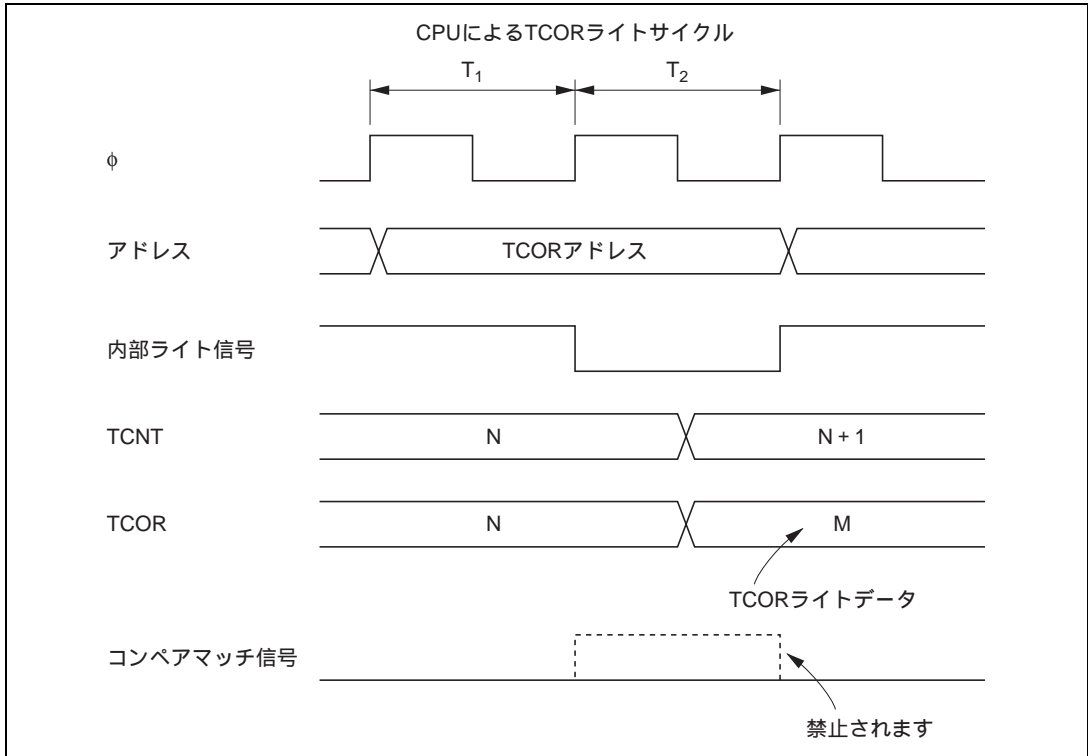 CPUによるTCORライトサイクル
T1 T2
φ
アドレス TCORアドレス
内部ライト信号
TCNT N N + 1
TCOR N M
TCORライトデータ
コンペアマッチ信号
禁止されます